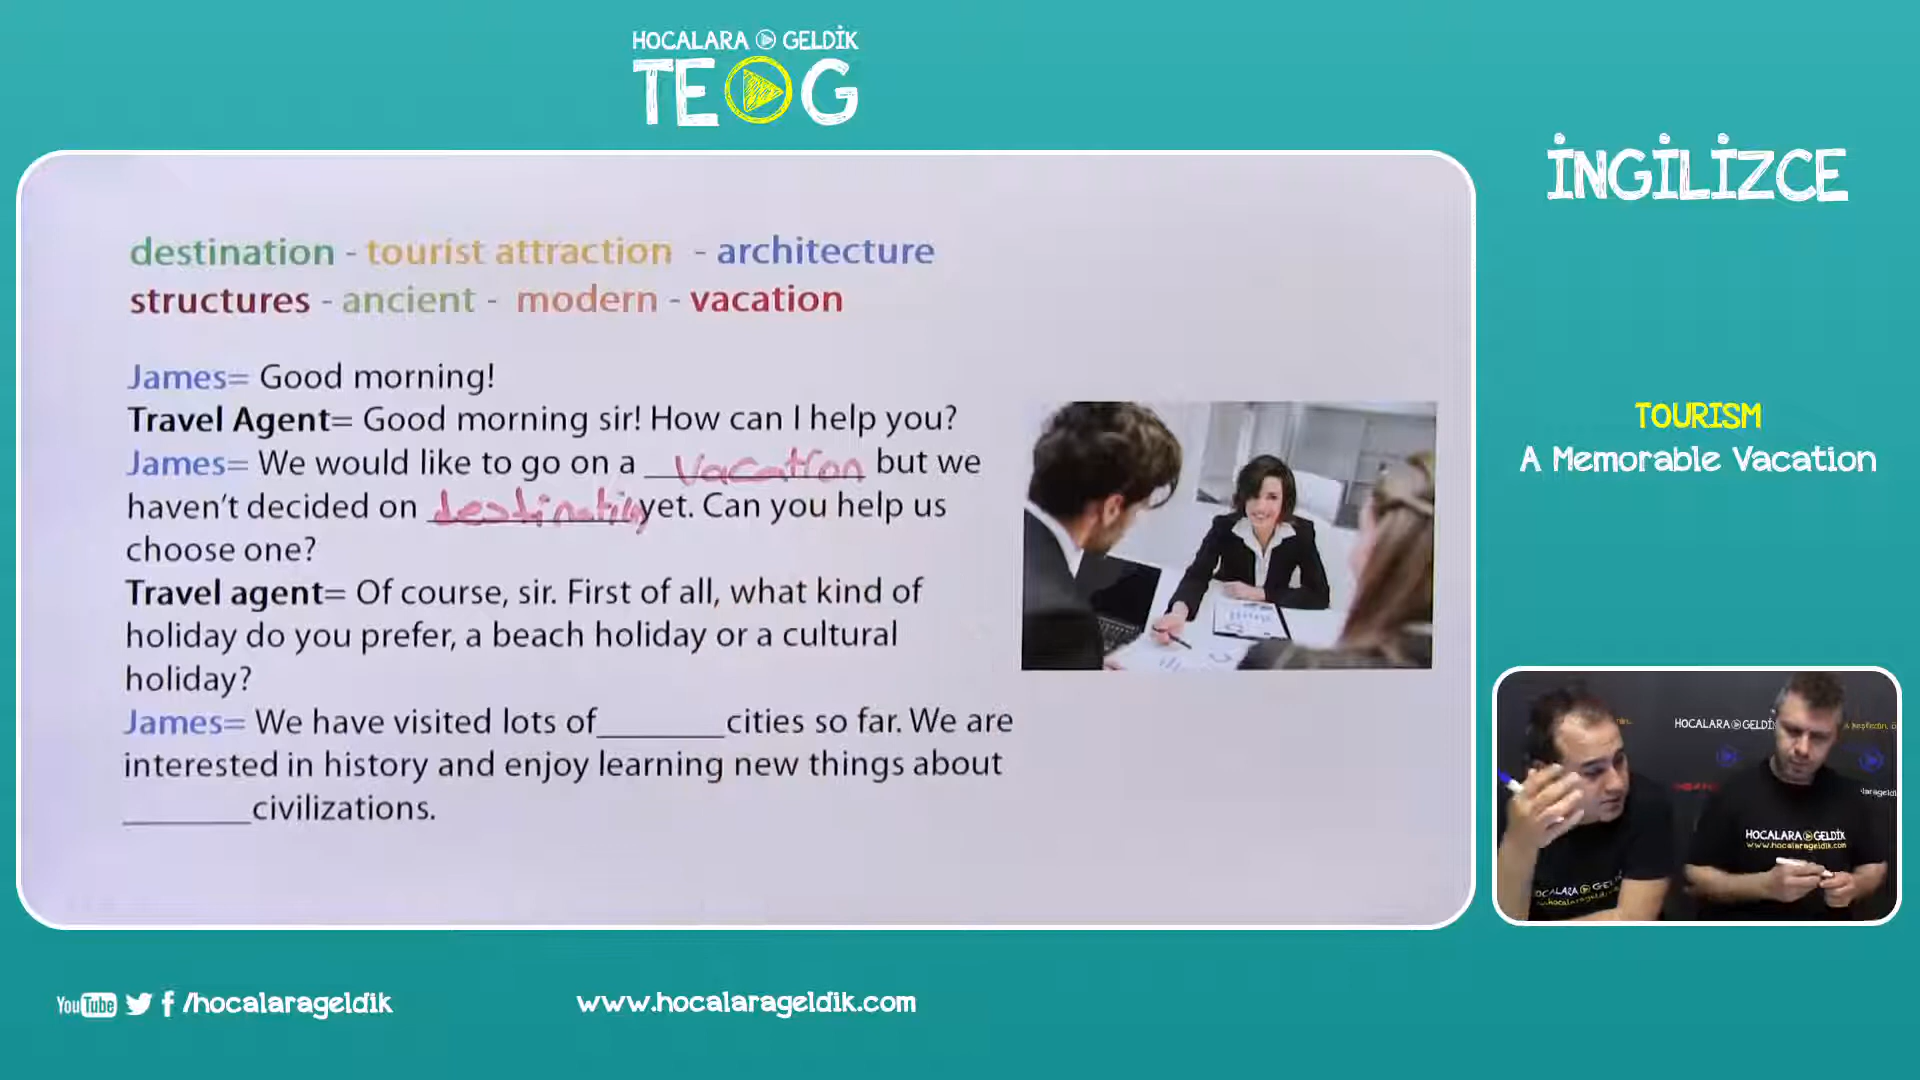 HOCALARA GELDİK
TEOG
İNGİLİZCE
destination - tourist attraction - architecture
structures - ancient - modern - vacation
James= Good morning!
Travel Agent= Good morning sir! How can I help you?
James= We would like to go on a vacation but we
haven't decided on destination yet. Can you help us
choose one?
Travel agent= Of course, sir. First of all, what kind of
holiday do you prefer, a beach holiday or a cultural
holiday?
James= We have visited lots of_______cities so far. We are
interested in history and enjoy learning new things about
_______civilizations.
TOURISM
A Memorable Vacation
HOCALARA GELDİK
HOCALARA GELDİK
www.hocalarageldik.com
YouTube /hocalarageldik
www.hocalarageldik.com